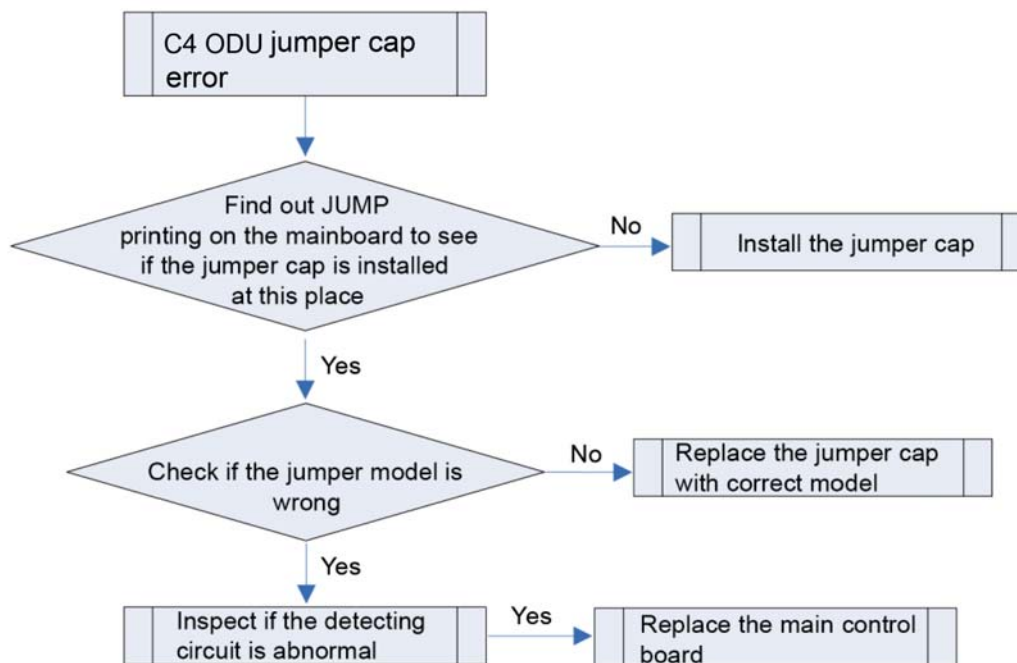 C4 ODU jumper cap
error
Find out JUMP
printing on the mainboard to see
if the jumper cap is installed
at this place
No
Install the jumper cap
Yes
Check if the jumper model is
wrong
No
Replace the jumper cap
with correct model
Yes
Inspect if the detecting
circuit is abnormal
Yes
Replace the main control
board